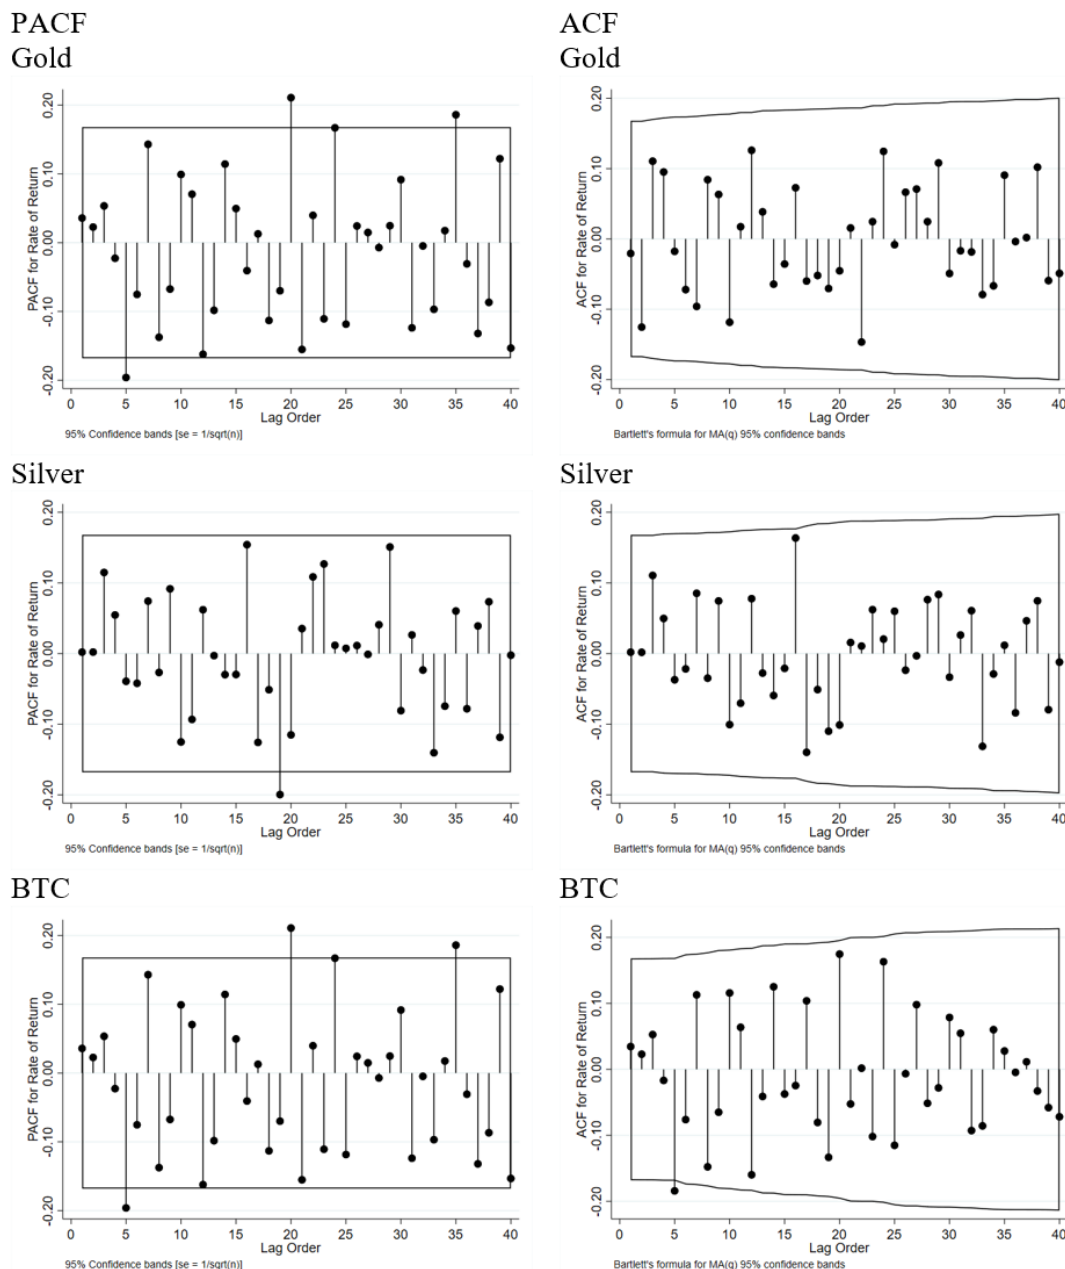 PACF
Gold
PACF for Rate of Return
0.20
0.10
0.00
-0.10
-0.20
0 5 10 15 20 25 30 35 40
Lag Order
95% Confidence bands [se = 1/sqrt(n)]
ACF
Gold
ACF for Rate of Return
0.20
0.10
0.00
-0.10
-0.20
0 5 10 15 20 25 30 35 40
Lag Order
Bartlett's formula for MA(q) 95% confidence bands
Silver
PACF for Rate of Return
0.20
0.10
0.00
-0.10
-0.20
0 5 10 15 20 25 30 35 40
Lag Order
95% Confidence bands [se = 1/sqrt(n)]
Silver
ACF for Rate of Return
0.20
0.10
0.00
-0.10
-0.20
0 5 10 15 20 25 30 35 40
Lag Order
Bartlett's formula for MA(q) 95% confidence bands
BTC
PACF for Rate of Return
0.20
0.10
0.00
-0.10
-0.20
0 5 10 15 20 25 30 35 40
Lag Order
95% Confidence bands [se = 1/sqrt(n)]
BTC
ACF for Rate of Return
0.20
0.10
0.00
-0.10
-0.20
0 5 10 15 20 25 30 35 40
Lag Order
Bartlett's formula for MA(q) 95% confidence bands